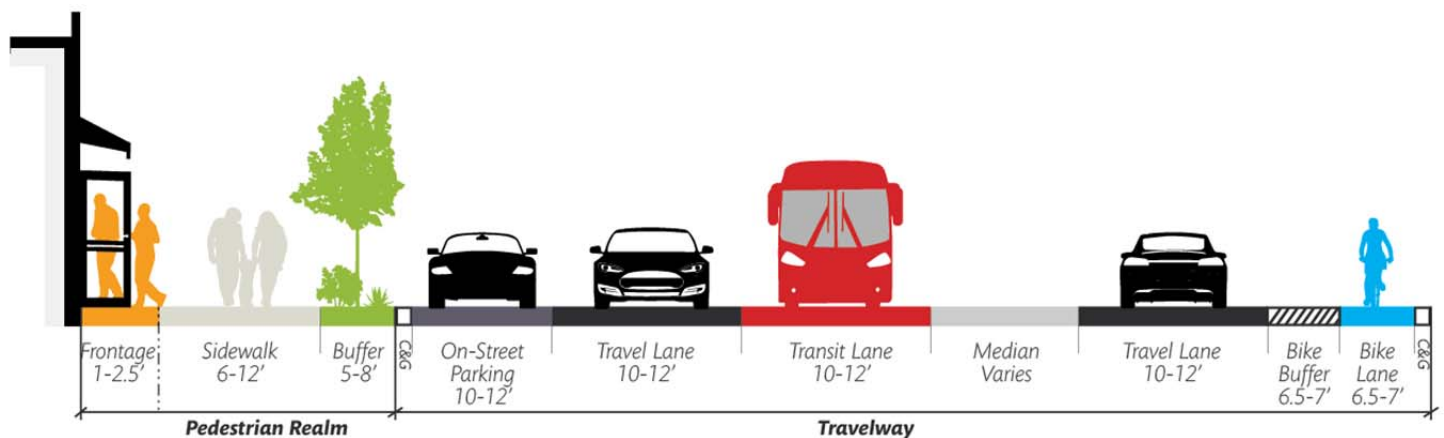 Frontage
1-2.5'
Sidewalk
6-12'
Buffer
5-8'
C&G
On-Street
Parking
10-12'
Travel Lane
10-12'
Transit Lane
10-12'
Median
Varies
Travel Lane
10-12'
Bike
Buffer
6.5-7'
Bike
Lane
6.5-7'
C&G
Pedestrian Realm
Travelway